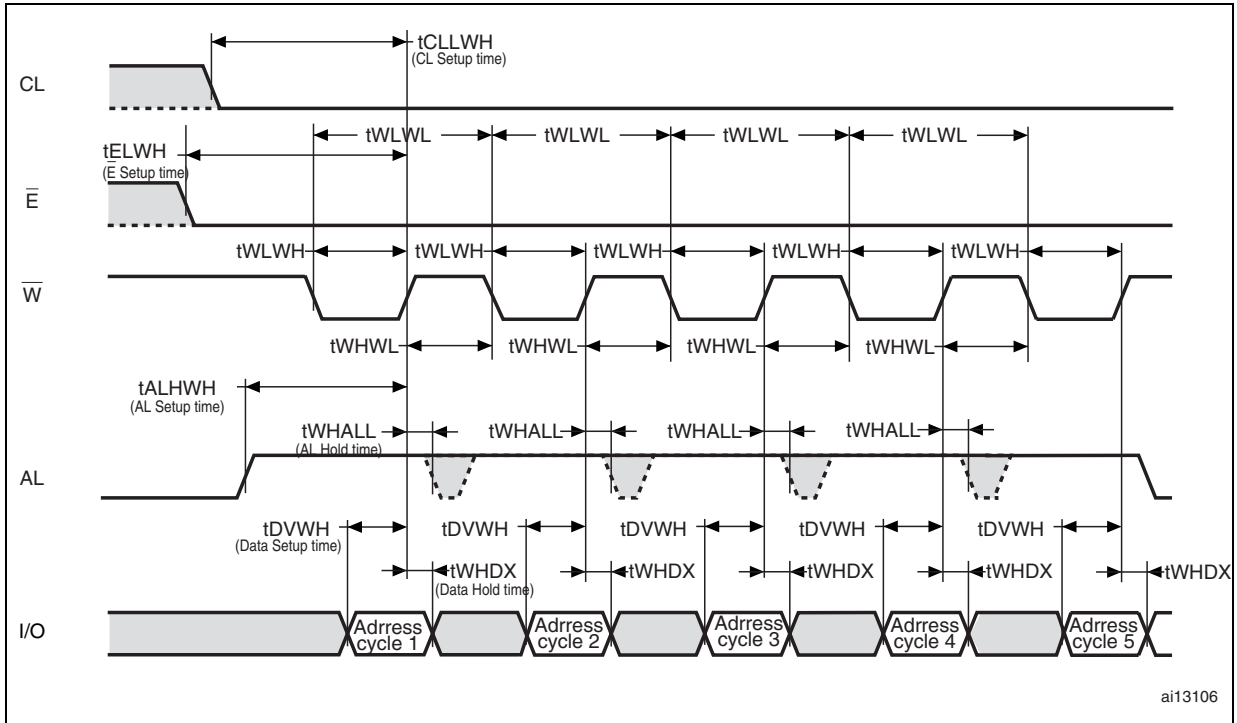 tCLLWH
(CL Setup time)
CL
tWLWL tWLWL tWLWL tWLWL
tELWH
(E̅ Setup time)
E̅
tWLWH tWLWH tWLWH tWLWH tWLWH
W̅
tWHWL tWHWL tWHWL tWHWL
tALHWH
(AL Setup time)
tWHALL tWHALL tWHALL tWHALL
(AL Hold time)
AL
tDVWH tDVWH tDVWH tDVWH tDVWH
(Data Setup time)
tWHDX tWHDX tWHDX tWHDX tWHDX
(Data Hold time)
I/O
Adrress Adrress Adrress Adrress Adrress
cycle 1 cycle 2 cycle 3 cycle 4 cycle 5
ai13106